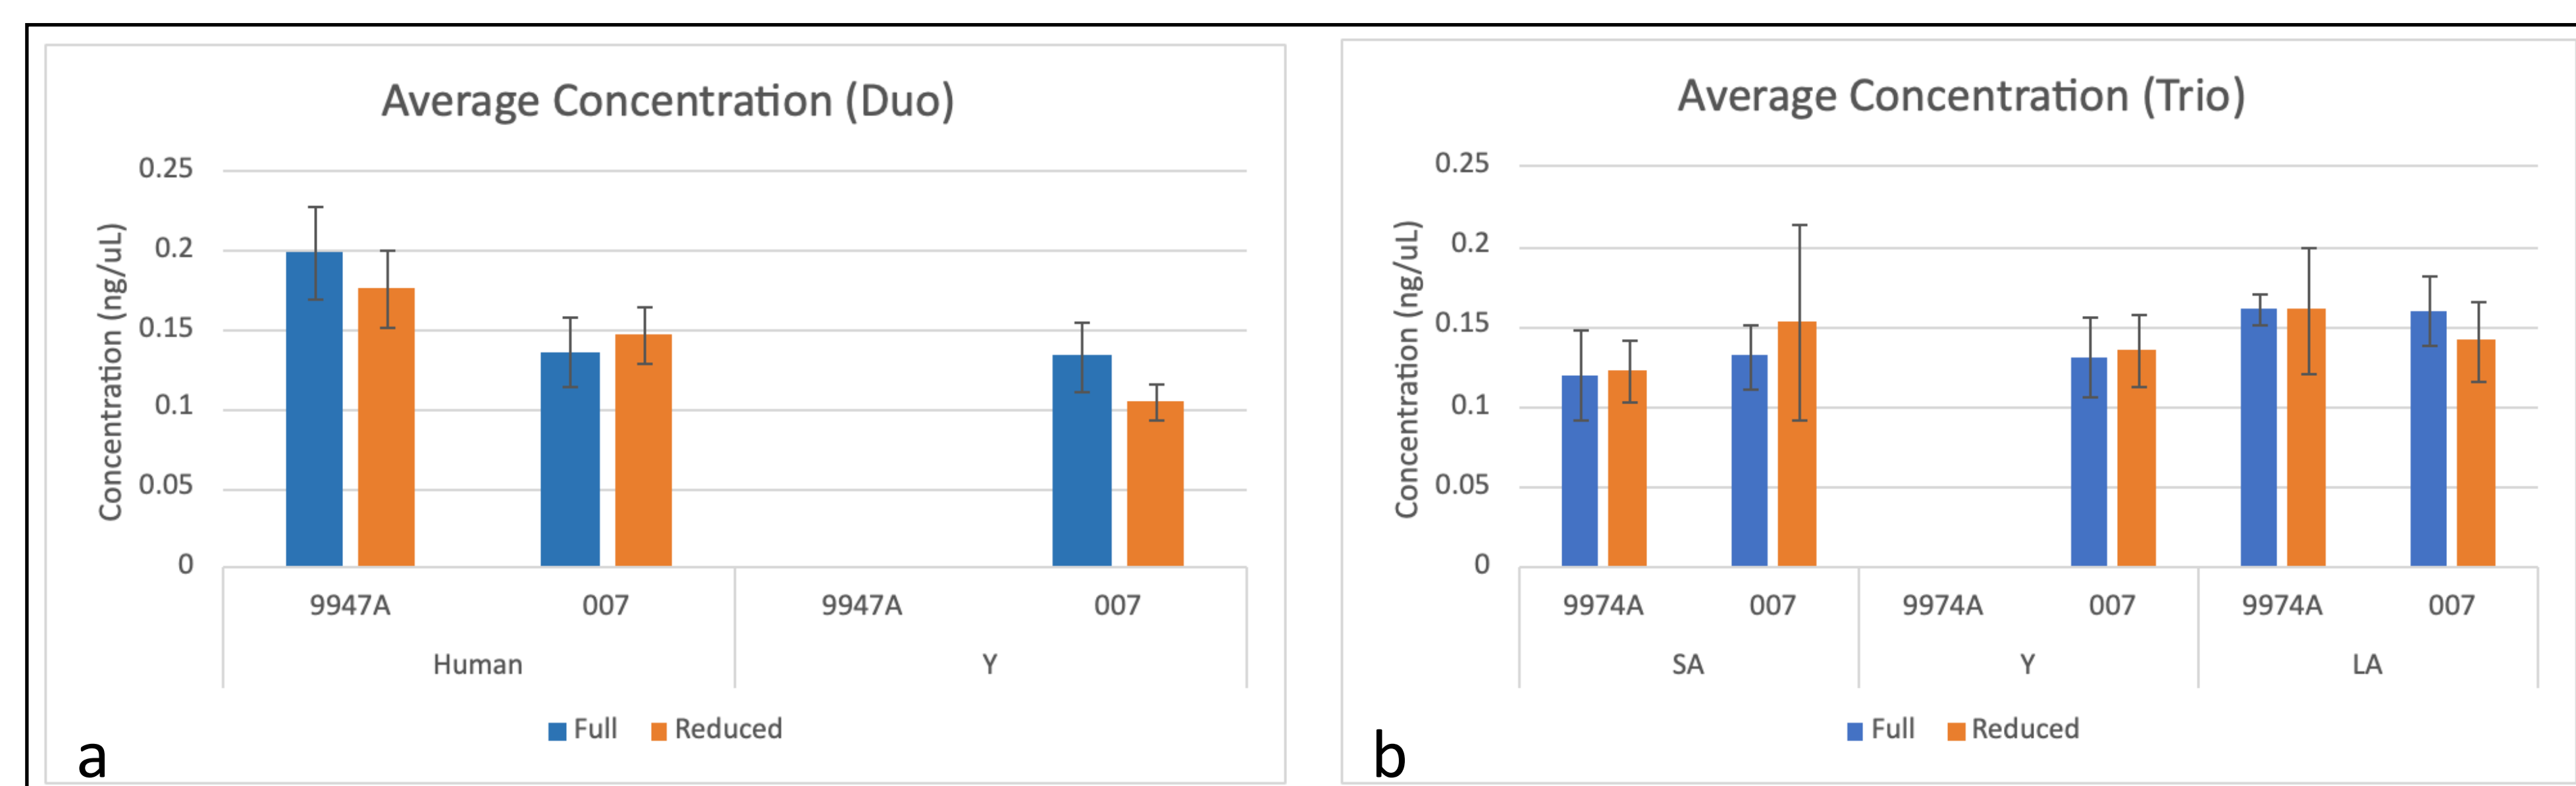 Average Concentration (Duo)
Concentration (ng/uL)
0.25
0.2
0.15
0.1
0.05
0
9947A 007 9947A 007
Human Y
Full Reduced
a
Average Concentration (Trio)
Concentration (ng/uL)
0.25
0.2
0.15
0.1
0.05
0
9974A 007 9974A 007 9974A 007
SA Y LA
Full Reduced
b